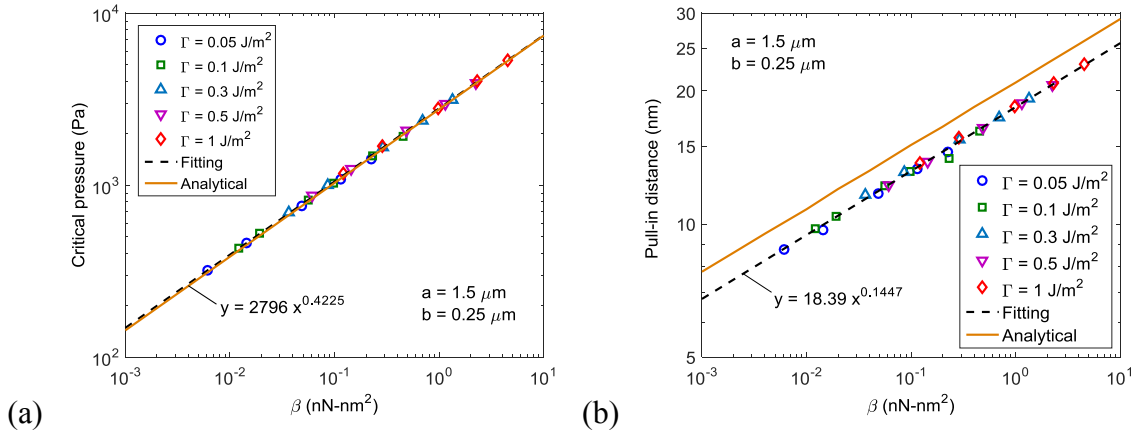 Critical pressure (Pa)
10^4
10^3
10^2
Γ = 0.05 J/m^2
Γ = 0.1 J/m^2
Γ = 0.3 J/m^2
Γ = 0.5 J/m^2
Γ = 1 J/m^2
Fitting
Analytical
y = 2796 x^0.4225
a = 1.5 μm
b = 0.25 μm
10^-3 10^-2 10^-1 10^0 10^1
β (nN-nm^2)
(a)
Pull-in distance (nm)
30
25
20
15
10
5
a = 1.5 μm
b = 0.25 μm
y = 18.39 x^0.1447
Γ = 0.05 J/m^2
Γ = 0.1 J/m^2
Γ = 0.3 J/m^2
Γ = 0.5 J/m^2
Γ = 1 J/m^2
Fitting
Analytical
10^-3 10^-2 10^-1 10^0 10^1
β (nN-nm^2)
(b)